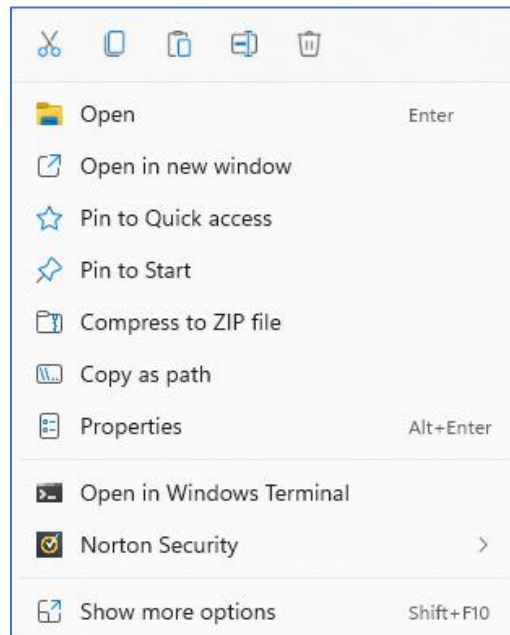 Open Enter
Open in new window
Pin to Quick access
Pin to Start
Compress to ZIP file
Copy as path
Properties Alt+Enter
Open in Windows Terminal
Norton Security
Show more options Shift+F10